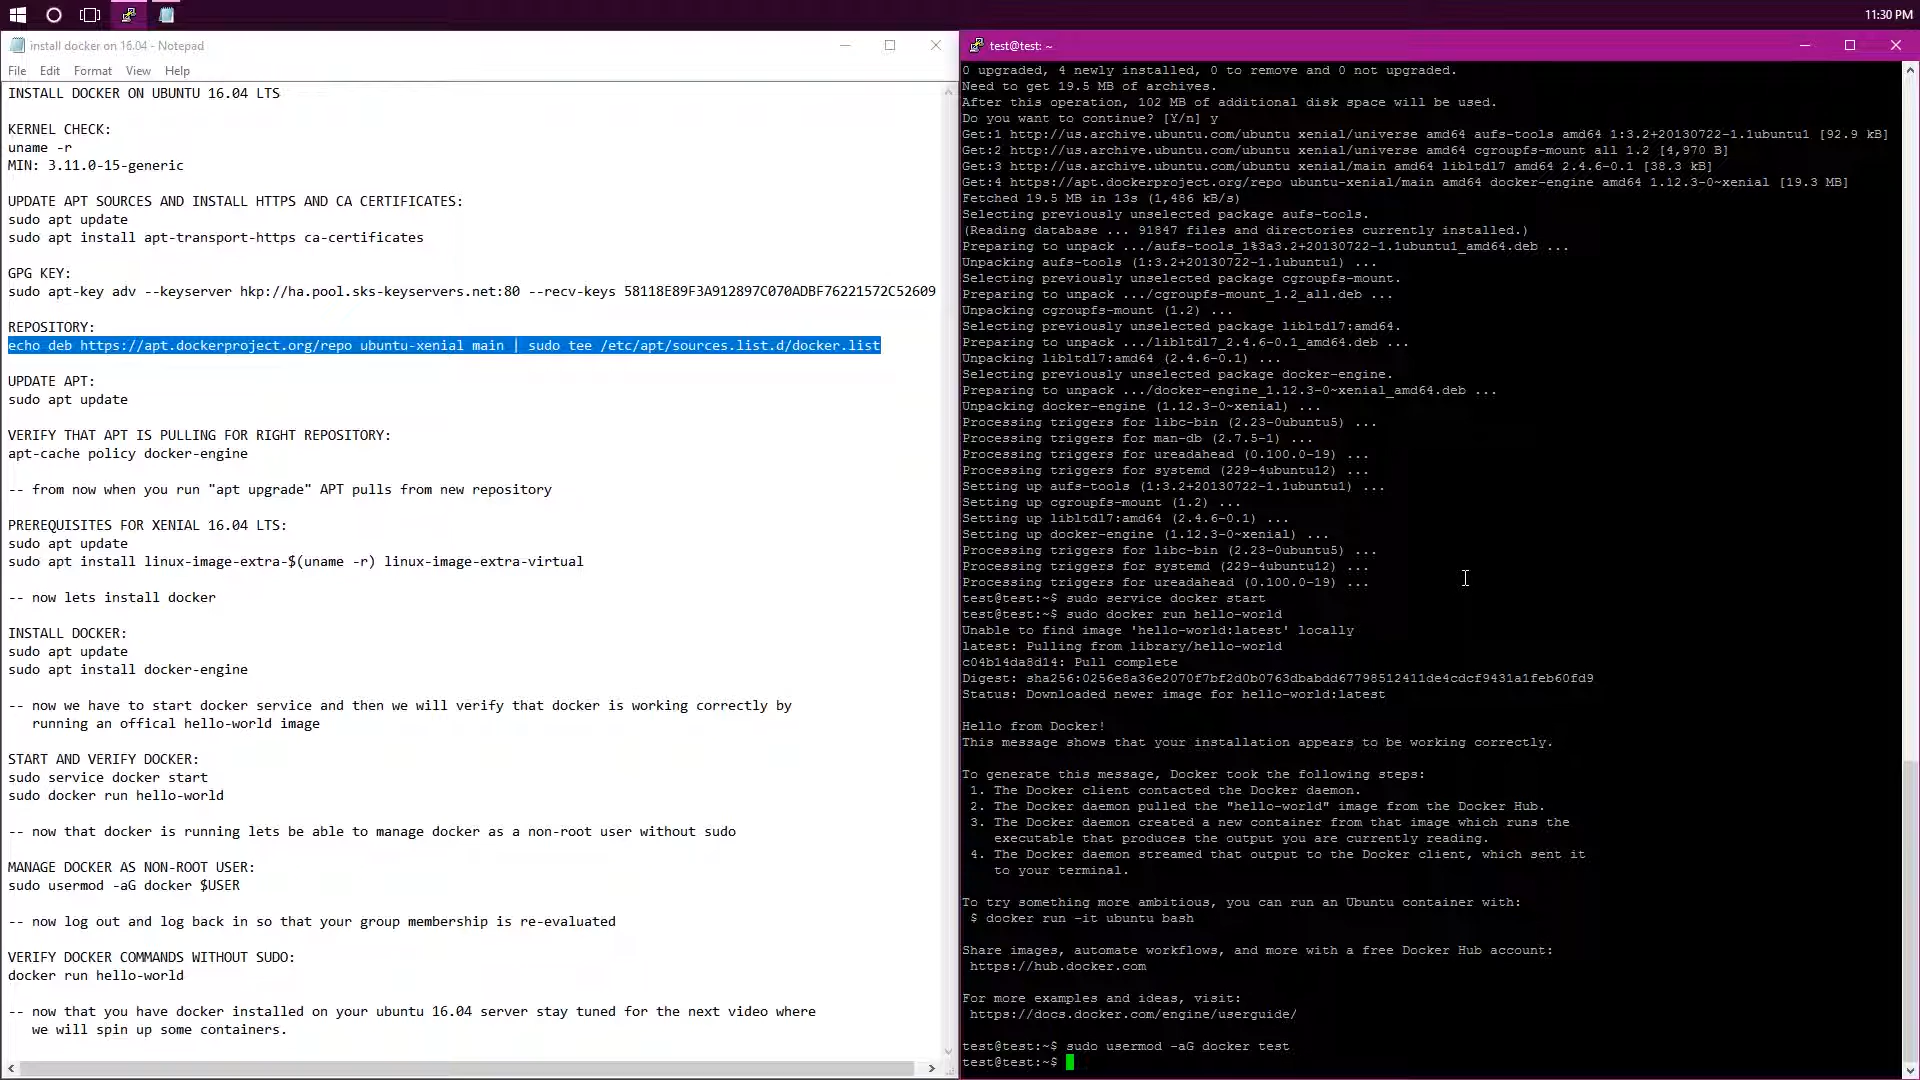 11:30 PM
install docker on 16.04 - Notepad
File Edit Format View Help
INSTALL DOCKER ON UBUNTU 16.04 LTS
KERNEL CHECK:
uname -r
MIN: 3.11.0-15-generic
UPDATE APT SOURCES AND INSTALL HTTPS AND CA CERTIFICATES:
sudo apt update
sudo apt install apt-transport-https ca-certificates
GPG KEY:
sudo apt-key adv --keyserver hkp://ha.pool.sks-keyservers.net:80 --recv-keys 58118E89F3A912897C070ADBF76221572C52609
REPOSITORY:
echo deb https://apt.dockerproject.org/repo ubuntu-xenial main | sudo tee /etc/apt/sources.list.d/docker.list
UPDATE APT:
sudo apt update
VERIFY THAT APT IS PULLING FOR RIGHT REPOSITORY:
apt-cache policy docker-engine
-- from now when you run "apt upgrade" APT pulls from new repository
PREREQUISITES FOR XENIAL 16.04 LTS:
sudo apt update
sudo apt install linux-image-extra-$(uname -r) linux-image-extra-virtual
-- now lets install docker
INSTALL DOCKER:
sudo apt update
sudo apt install docker-engine
-- now we have to start docker service and then we will verify that docker is working correctly by
running an offical hello-world image
START AND VERIFY DOCKER:
sudo service docker start
sudo docker run hello-world
-- now that docker is running lets be able to manage docker as a non-root user without sudo
MANAGE DOCKER AS NON-ROOT USER:
sudo usermod -aG docker $USER
-- now log out and log back in so that your group membership is re-evaluated
VERIFY DOCKER COMMANDS WITHOUT SUDO:
docker run hello-world
-- now that you have docker installed on your ubuntu 16.04 server stay tuned for the next video where
we will spin up some containers.
test@test: ~
0 upgraded, 4 newly installed, 0 to remove and 0 not upgraded.
Need to get 19.5 MB of archives.
After this operation, 102 MB of additional disk space will be used.
Do you want to continue? [Y/n] y
Get:1 http://us.archive.ubuntu.com/ubuntu xenial/universe amd64 aufs-tools amd64 1:3.2+20130722-1.1ubuntu1 [92.9 kB]
Get:2 http://us.archive.ubuntu.com/ubuntu xenial/universe amd64 cgroupfs-mount all 1.2 [4,970 B]
Get:3 http://us.archive.ubuntu.com/ubuntu xenial/main amd64 libltdl7 amd64 2.4.6-0.1 [38.3 kB]
Get:4 https://apt.dockerproject.org/repo ubuntu-xenial/main amd64 docker-engine amd64 1.12.3-0~xenial [19.3 MB]
Fetched 19.5 MB in 13s (1,486 kB/s)
Selecting previously unselected package aufs-tools.
(Reading database ... 91847 files and directories currently installed.)
Preparing to unpack .../aufs-tools_1%3a3.2+20130722-1.1ubuntu1_amd64.deb ...
Unpacking aufs-tools (1:3.2+20130722-1.1ubuntu1) ...
Selecting previously unselected package cgroupfs-mount.
Preparing to unpack .../cgroupfs-mount_1.2_all.deb ...
Unpacking cgroupfs-mount (1.2) ...
Selecting previously unselected package libltdl7:amd64.
Preparing to unpack .../libltdl7_2.4.6-0.1_amd64.deb ...
Unpacking libltdl7:amd64 (2.4.6-0.1) ...
Selecting previously unselected package docker-engine.
Preparing to unpack .../docker-engine_1.12.3-0~xenial_amd64.deb ...
Unpacking docker-engine (1.12.3-0~xenial) ...
Processing triggers for libc-bin (2.23-0ubuntu5) ...
Processing triggers for man-db (2.7.5-1) ...
Processing triggers for ureadahead (0.100.0-19) ...
Processing triggers for systemd (229-4ubuntu12) ...
Setting up aufs-tools (1:3.2+20130722-1.1ubuntu1) ...
Setting up cgroupfs-mount (1.2) ...
Setting up libltdl7:amd64 (2.4.6-0.1) ...
Setting up docker-engine (1.12.3-0~xenial) ...
Processing triggers for libc-bin (2.23-0ubuntu5) ...
Processing triggers for systemd (229-4ubuntu12) ...
Processing triggers for ureadahead (0.100.0-19) ...
test@test:~$ sudo service docker start
test@test:~$ sudo docker run hello-world
Unable to find image 'hello-world:latest' locally
latest: Pulling from library/hello-world
c04b14da8d14: Pull complete
Digest: sha256:0256e8a36e2070f7bf2d0b0763dbabdd67798512411de4cdcf9431a1feb60fd9
Status: Downloaded newer image for hello-world:latest
Hello from Docker!
This message shows that your installation appears to be working correctly.
To generate this message, Docker took the following steps:
1. The Docker client contacted the Docker daemon.
2. The Docker daemon pulled the "hello-world" image from the Docker Hub.
3. The Docker daemon created a new container from that image which runs the
executable that produces the output you are currently reading.
4. The Docker daemon streamed that output to the Docker client, which sent it
to your terminal.
To try something more ambitious, you can run an Ubuntu container with:
$ docker run -it ubuntu bash
Share images, automate workflows, and more with a free Docker Hub account:
https://hub.docker.com
For more examples and ideas, visit:
https://docs.docker.com/engine/userguide/
test@test:~$ sudo usermod -aG docker test
test@test:~$